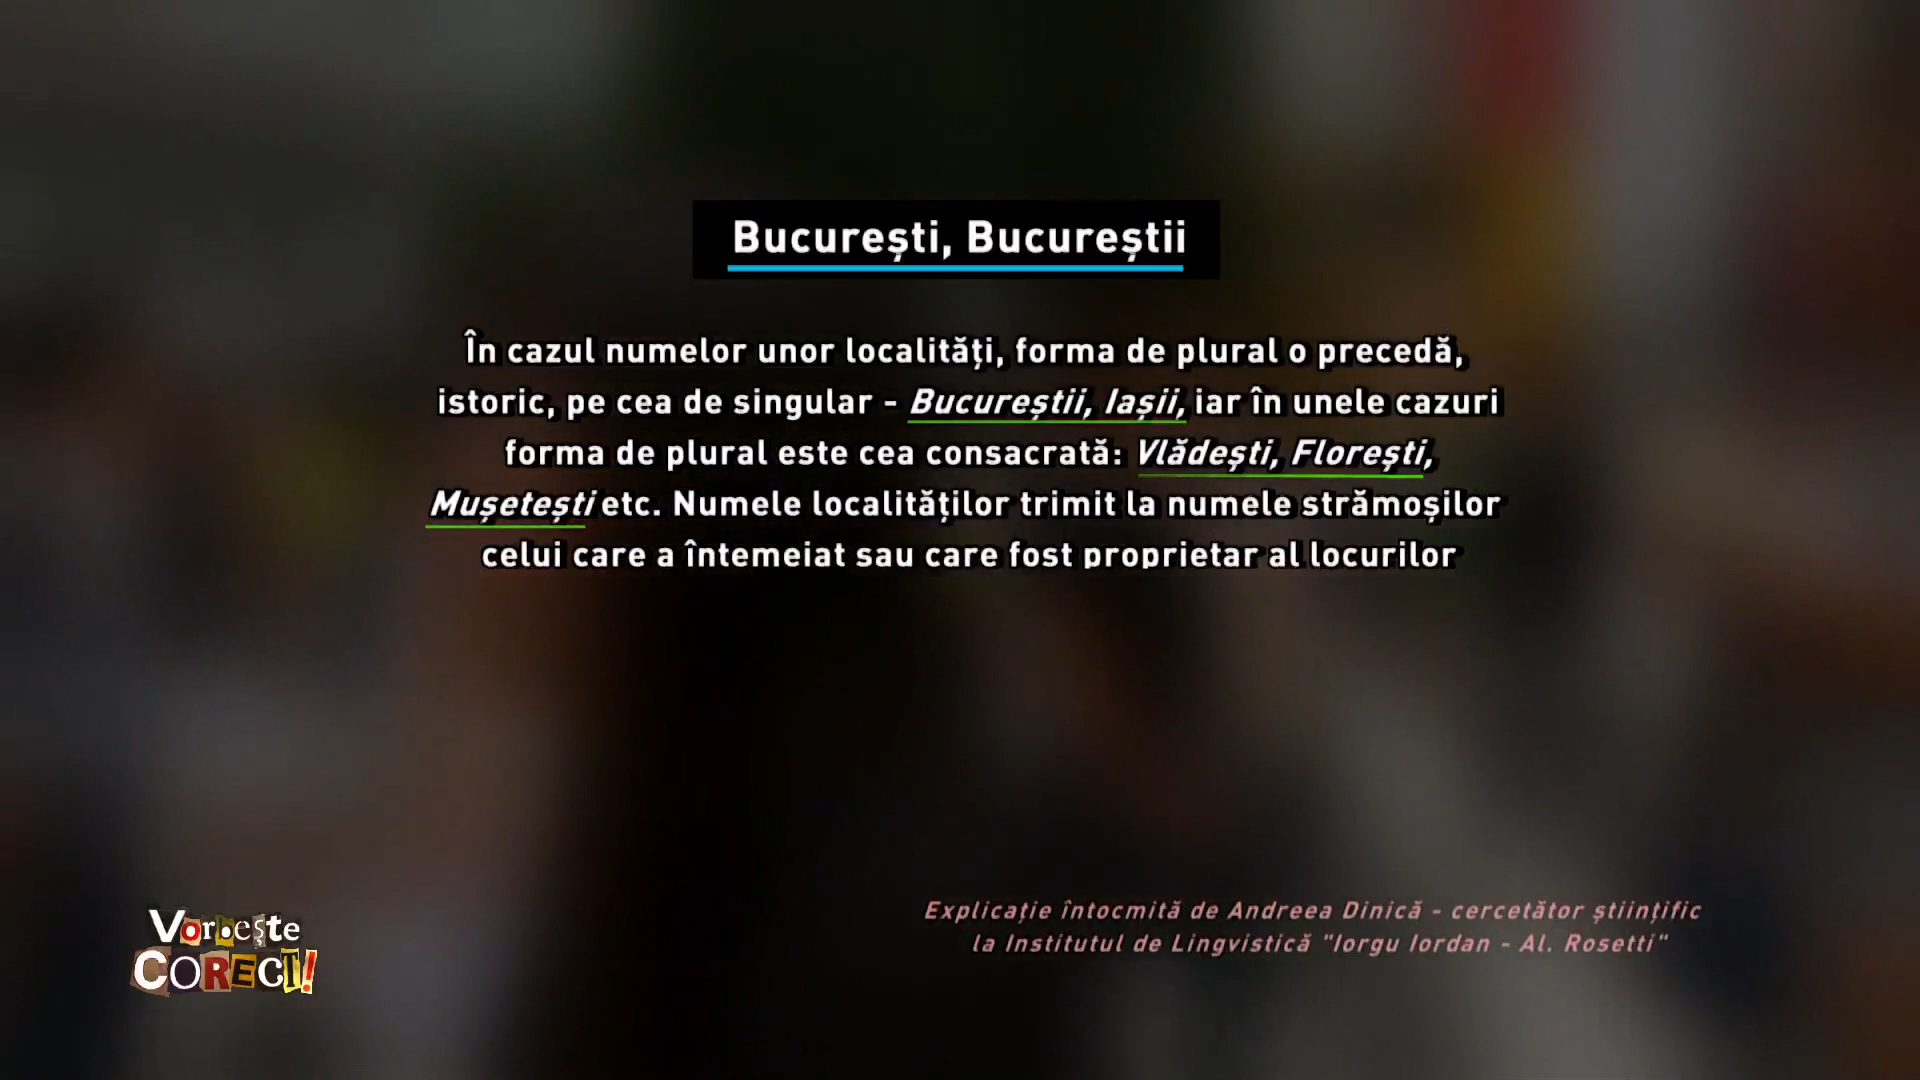 București, Bucureștii
În cazul numelor unor localități, forma de plural o precedă,
istoric, pe cea de singular - Bucureștii, Iașii, iar în unele cazuri
forma de plural este cea consacrată: Vlădești, Florești,
Mușetești etc. Numele localităților trimit la numele strămoșilor
celui care a întemeiat sau care fost proprietar al locurilor
Explicație întocmită de Andreea Dinică - cercetător științific
la Institutul de Lingvistică "Iorgu Iordan - Al. Rosetti"
Vorbește
CORECT!